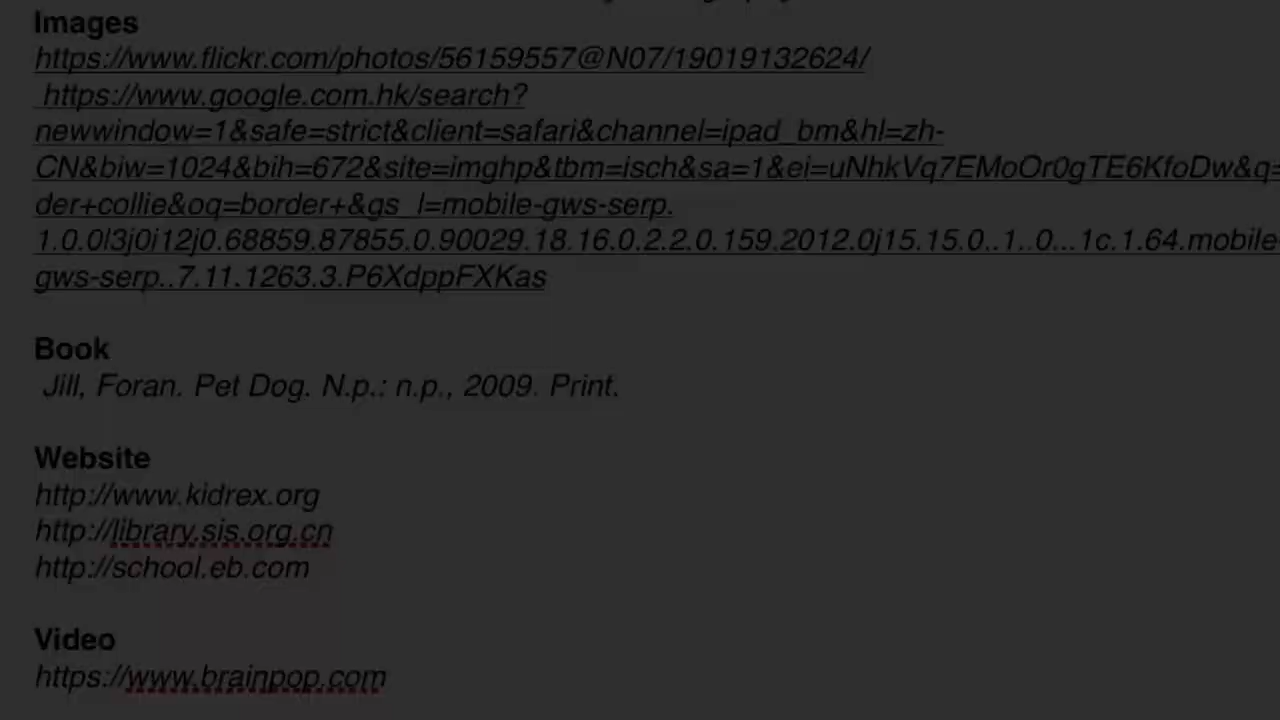 Images
https://www.flickr.com/photos/56159557@N07/19019132624/
https://www.google.com.hk/search?
newwindow=1&safe=strict&client=safari&channel=ipad_bm&hl=zh-
CN&biw=1024&bih=672&site=imghp&tbm=isch&sa=1&ei=uNhkVq7EMoOr0gTE6KfoDw&q=
der+collie&oq=border+&gs_l=mobile-gws-serp.
1.0.0l3j0i12j0.68859.87855.0.90029.18.16.0.2.2.0.159.2012.0j15.15.0..1..0...1c.1.64.mobile-
gws-serp..7.11.1263.3.P6XdppFXKas
Book
Jill, Foran. Pet Dog. N.p.: n.p., 2009. Print.
Website
http://www.kidrex.org
http://library.sis.org.cn
http://school.eb.com
Video
https://www.brainpop.com